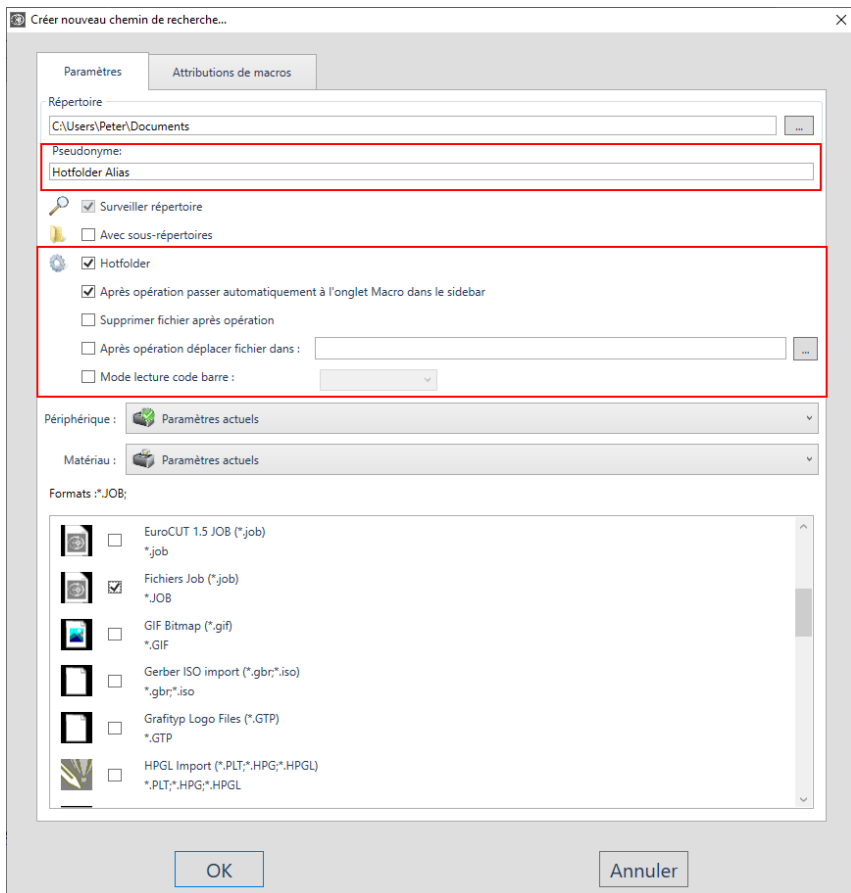 Créer nouveau chemin de recherche...
Paramètres
Attributions de macros
Répertoire
C:\Users\Peter\Documents
...
Pseudonyme:
Hotfolder Alias
Surveiller répertoire
Avec sous-répertoires
Hotfolder
Après opération passer automatiquement à l'onglet Macro dans le sidebar
Supprimer fichier après opération
Après opération déplacer fichier dans :
...
Mode lecture code barre :
Périphérique : Paramètres actuels
Matériau : Paramètres actuels
Formats :*.JOB;
EuroCUT 1.5 JOB (*.job)
*.job
Fichiers Job (*.job)
*.JOB
GIF Bitmap (*.gif)
*.GIF
Gerber ISO import (*.gbr;*.iso)
*.gbr;*.iso
Grafityp Logo Files (*.GTP)
*.GTP
HPGL Import (*.PLT;*.HPG;*.HPGL)
*.PLT;*.HPG;*.HPGL
OK
Annuler